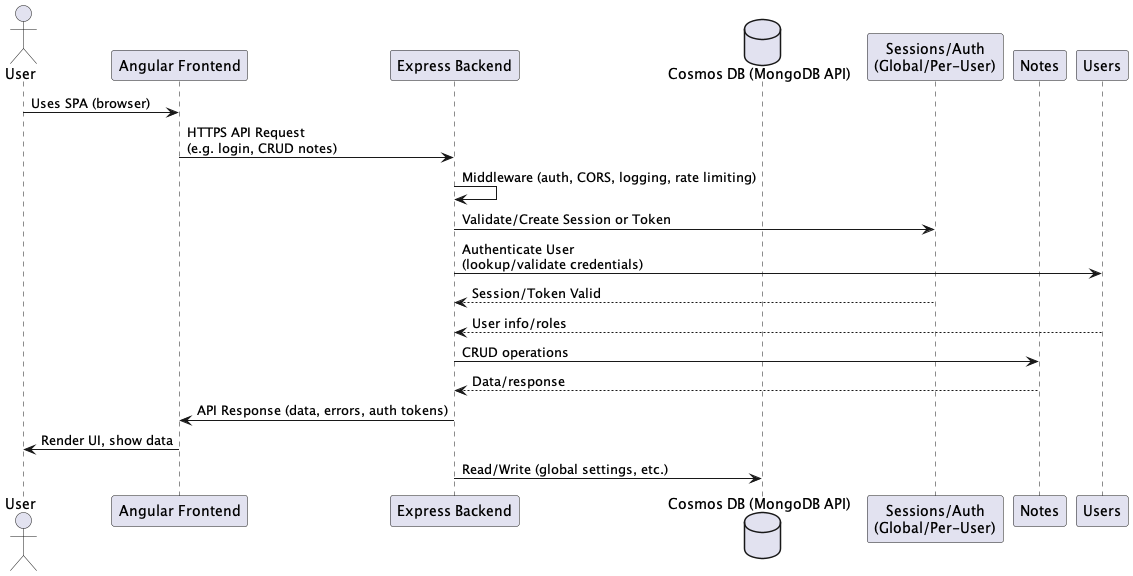 User
Angular Frontend
Express Backend
Cosmos DB (MongoDB API)
Sessions/Auth
(Global/Per-User)
Notes
Users
Uses SPA (browser)
HTTPS API Request
(e.g. login, CRUD notes)
Middleware (auth, CORS, logging, rate limiting)
Validate/Create Session or Token
Authenticate User
(lookup/validate credentials)
Session/Token Valid
User info/roles
CRUD operations
Data/response
API Response (data, errors, auth tokens)
Render UI, show data
Read/Write (global settings, etc.)
User
Angular Frontend
Express Backend
Cosmos DB (MongoDB API)
Sessions/Auth
(Global/Per-User)
Notes
Users